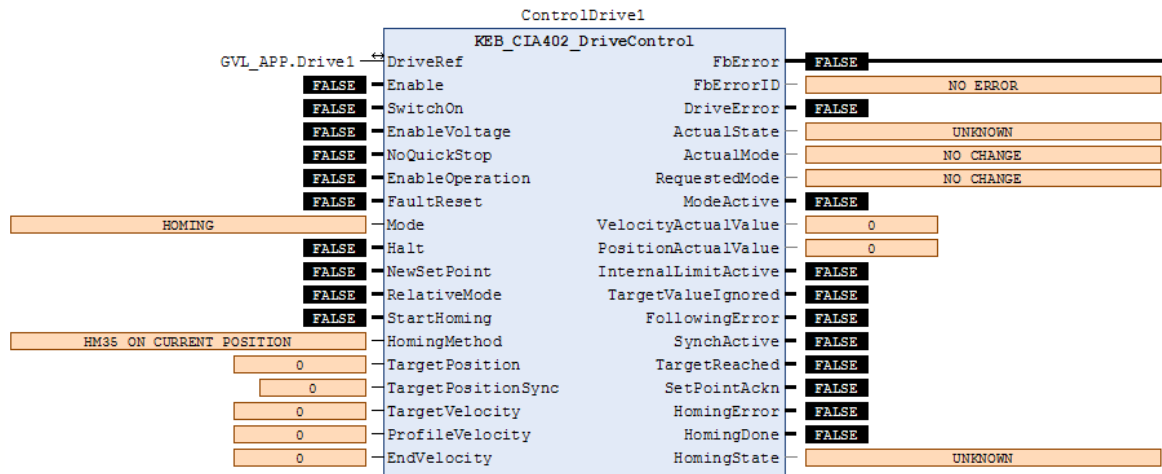 ControlDrive1
KEB_CIA402_DriveControl
GVL_APP.Drive1 DriveRef FbError FALSE
FALSE Enable FbErrorID NO ERROR
FALSE SwitchOn DriveError FALSE
FALSE EnableVoltage ActualState UNKNOWN
FALSE NoQuickStop ActualMode NO CHANGE
FALSE EnableOperation RequestedMode NO CHANGE
FALSE FaultReset ModeActive FALSE
HOMING Mode VelocityActualValue 0
FALSE Halt PositionActualValue 0
FALSE NewSetPoint InternalLimitActive FALSE
FALSE RelativeMode TargetValueIgnored FALSE
FALSE StartHoming FollowingError FALSE
HM35 ON CURRENT POSITION HomingMethod SynchActive FALSE
0 TargetPosition TargetReached FALSE
0 TargetPositionSync SetPointAckn FALSE
0 TargetVelocity HomingError FALSE
0 ProfileVelocity HomingDone FALSE
0 EndVelocity HomingState UNKNOWN